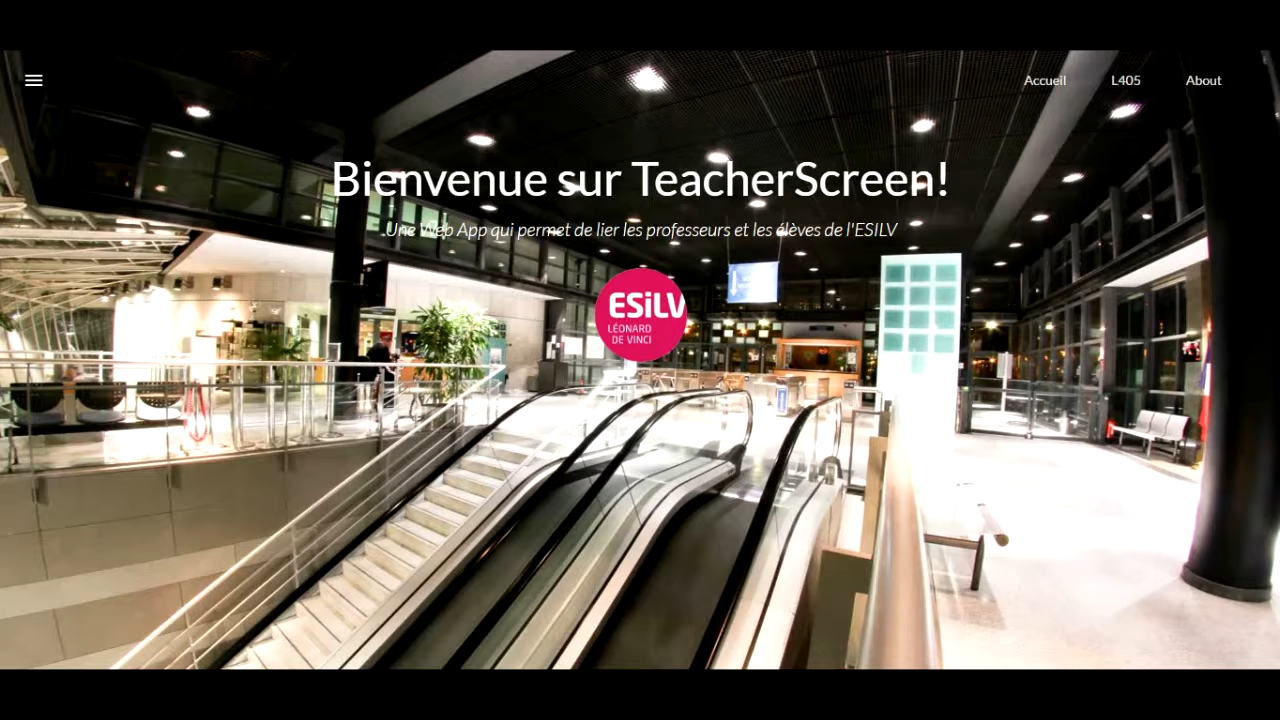 Accueil L405 About
Bienvenue sur TeacherScreen!
Une Web App qui permet de lier les professeurs et les élèves de l'ESILV
ESiLV
LÉONARD
DE VINCI